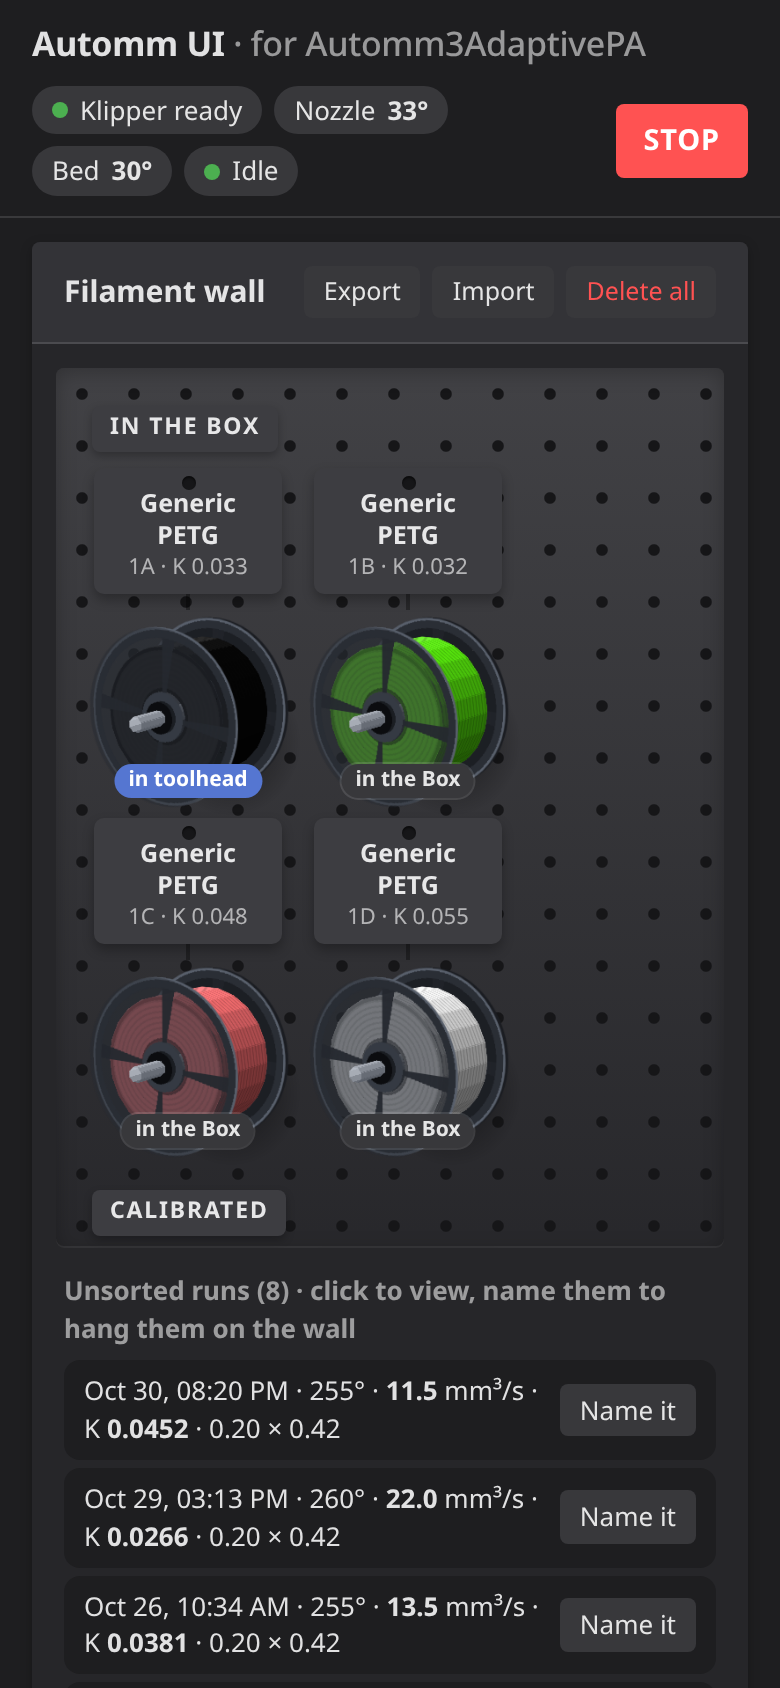 Automm UI · for Automm3AdaptivePA
Klipper ready
Nozzle 33°
Bed 30°
Idle
STOP
Filament wall
Export
Import
Delete all
IN THE BOX
Generic
PETG
1A · K 0.033
Generic
PETG
1B · K 0.032
in toolhead
in the Box
Generic
PETG
1C · K 0.048
Generic
PETG
1D · K 0.055
in the Box
in the Box
CALIBRATED
Unsorted runs (8) · click to view, name them to
hang them on the wall
Oct 30, 08:20 PM · 255° · 11.5 mm³/s ·
K 0.0452 · 0.20 × 0.42
Name it
Oct 29, 03:13 PM · 260° · 22.0 mm³/s ·
K 0.0266 · 0.20 × 0.42
Name it
Oct 26, 10:34 AM · 255° · 13.5 mm³/s ·
K 0.0381 · 0.20 × 0.42
Name it